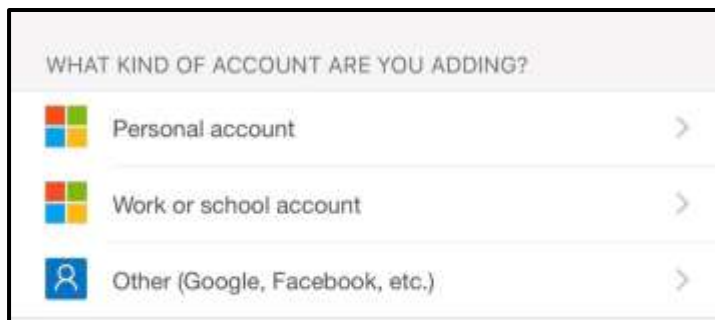 WHAT KIND OF ACCOUNT ARE YOU ADDING?
Personal account
Work or school account
Other (Google, Facebook, etc.)